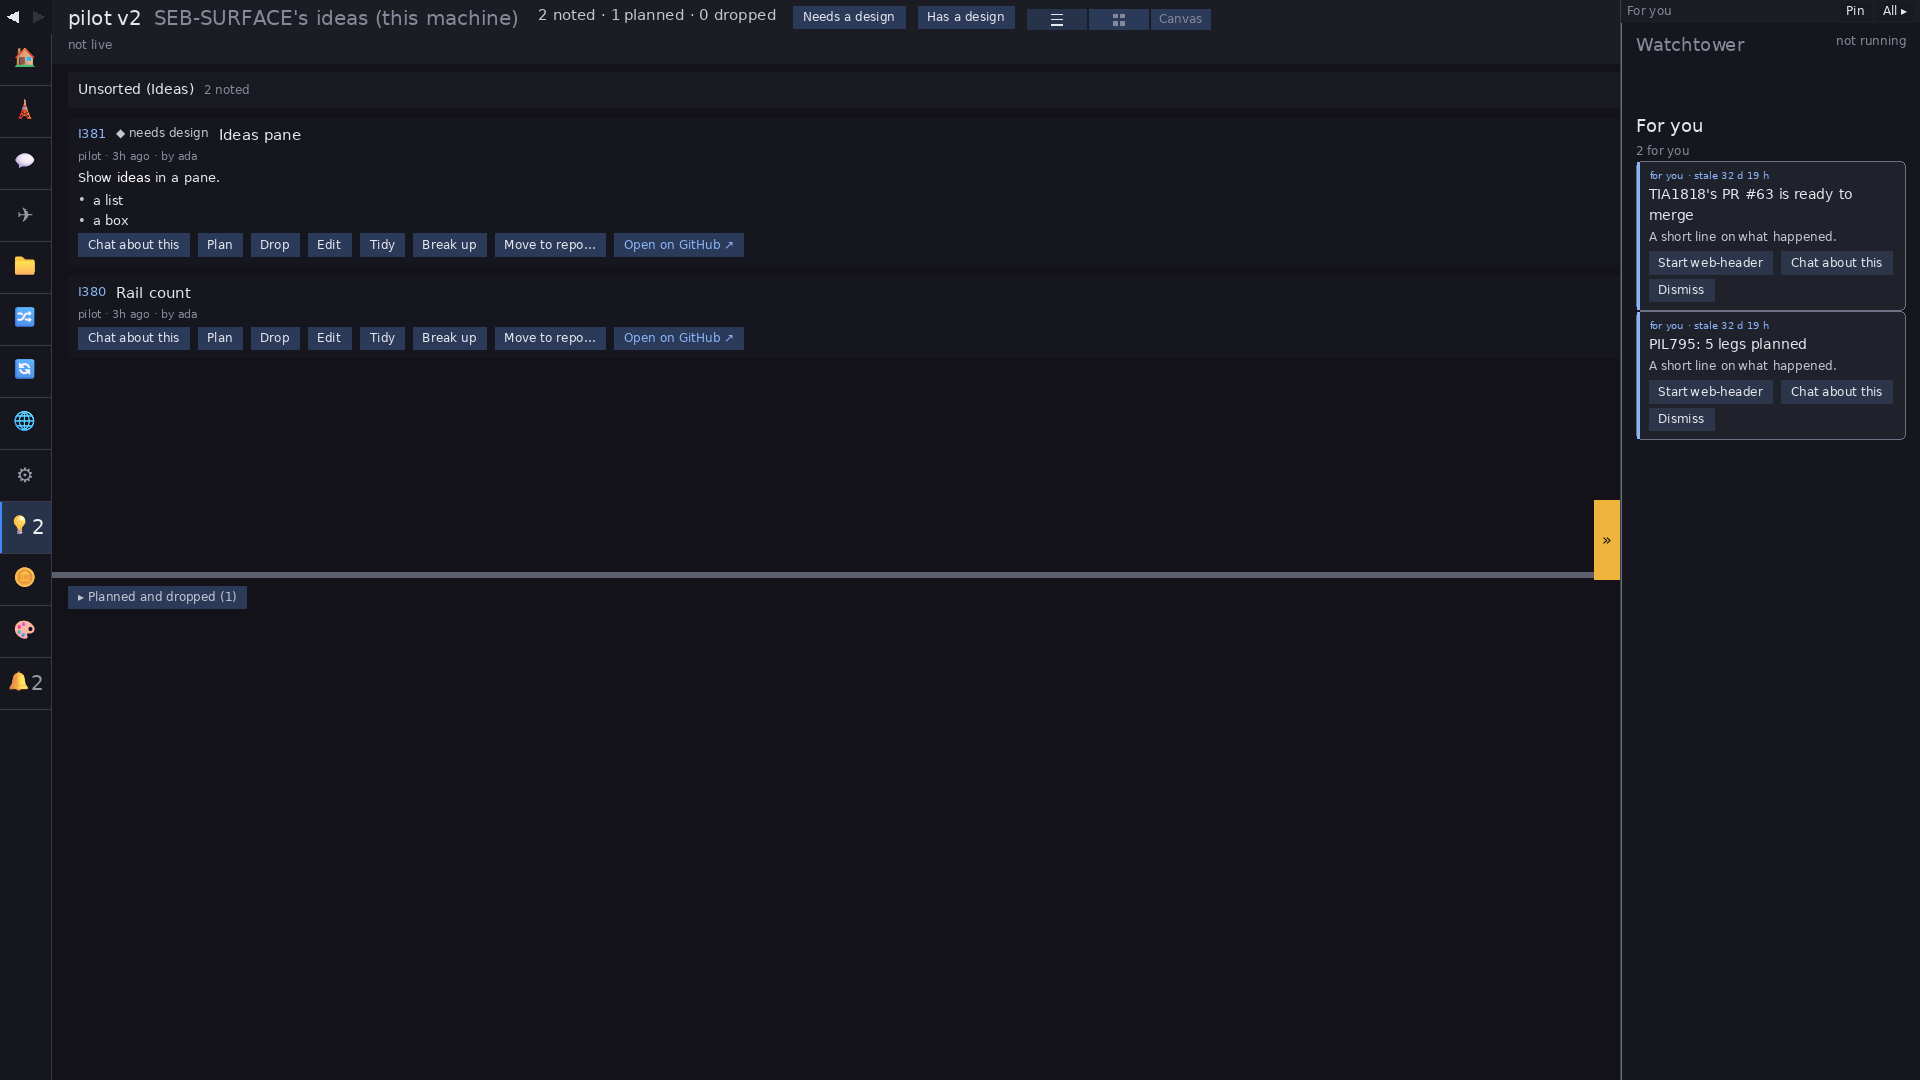 pilot v2 SEB-SURFACE's ideas (this machine) 2 noted · 1 planned · 0 dropped Needs a design Has a design Canvas
not live
Unsorted (Ideas) 2 noted
I381 ◆ needs design Ideas pane
pilot · 3h ago · by ada
Show ideas in a pane.
• a list
• a box
Chat about this Plan Drop Edit Tidy Break up Move to repo... Open on GitHub ↗
I380 Rail count
pilot · 3h ago · by ada
Chat about this Plan Drop Edit Tidy Break up Move to repo... Open on GitHub ↗
»
▸ Planned and dropped (1)
2
2
For you Pin All ▸
Watchtower not running
For you
2 for you
for you · stale 32 d 19 h
TIA1818's PR #63 is ready to
merge
A short line on what happened.
Start web-header Chat about this
Dismiss
for you · stale 32 d 19 h
PIL795: 5 legs planned
A short line on what happened.
Start web-header Chat about this
Dismiss